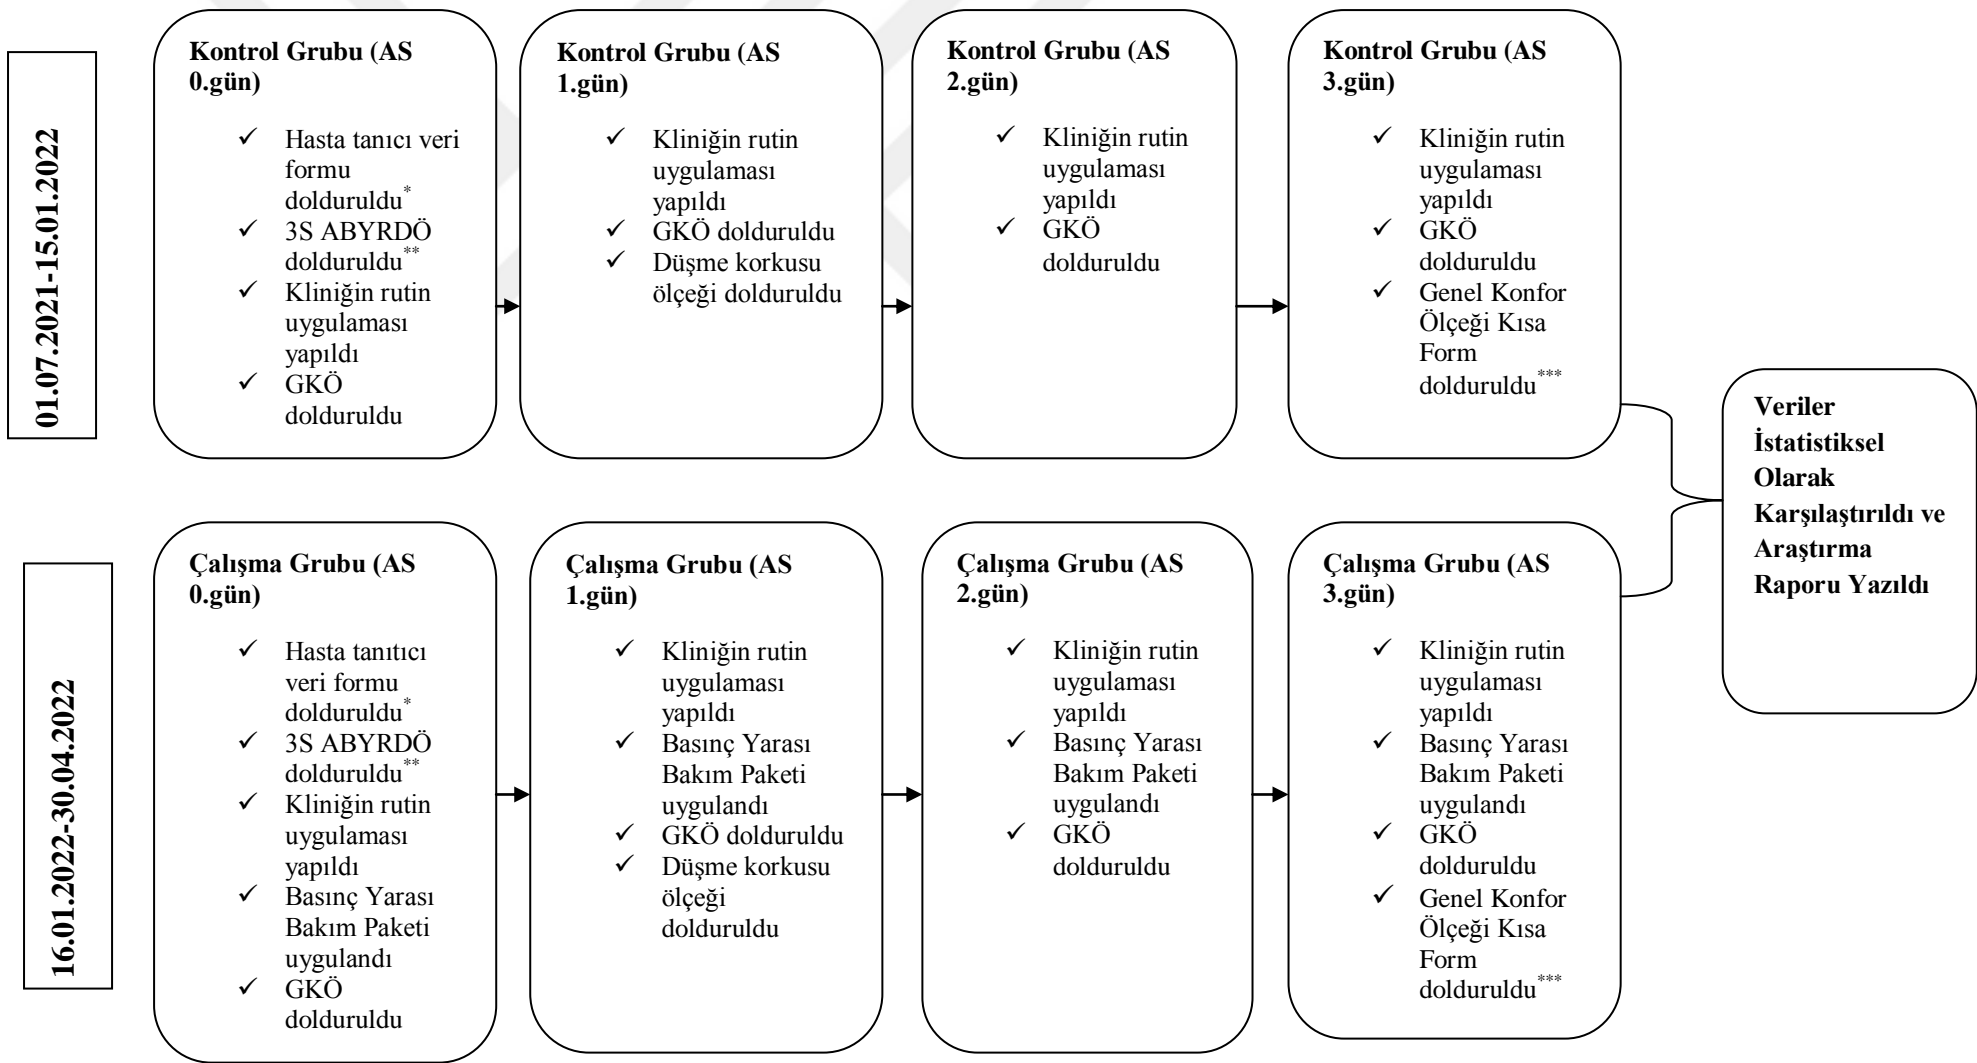 01.07.2021-15.01.2022
Kontrol Grubu (AS
0.gün)
✓ Hasta tanıcı veri
formu
dolduruldu*
✓ 3S ABYRDÖ
dolduruldu**
✓ Kliniğin rutin
uygulaması
yapıldı
✓ GKÖ
dolduruldu
Kontrol Grubu (AS
1.gün)
✓ Kliniğin rutin
uygulaması
yapıldı
✓ GKÖ dolduruldu
✓ Düşme korkusu
ölçeği dolduruldu
Kontrol Grubu (AS
2.gün)
✓ Kliniğin rutin
uygulaması
yapıldı
✓ GKÖ
dolduruldu
Kontrol Grubu (AS
3.gün)
✓ Kliniğin rutin
uygulaması
yapıldı
✓ GKÖ
dolduruldu
✓ Genel Konfor
Ölçeği Kısa
Form
dolduruldu***
16.01.2022-30.04.2022
Çalışma Grubu (AS
0.gün)
✓ Hasta tanıtıcı
veri formu
dolduruldu*
✓ 3S ABYRDÖ
dolduruldu**
✓ Kliniğin rutin
uygulaması
yapıldı
✓ Basınç Yarası
Bakım Paketi
uygulandı
✓ GKÖ
dolduruldu
Çalışma Grubu (AS
1.gün)
✓ Kliniğin rutin
uygulaması
yapıldı
✓ Basınç Yarası
Bakım Paketi
uygulandı
✓ GKÖ dolduruldu
✓ Düşme korkusu
ölçeği
dolduruldu
Çalışma Grubu (AS
2.gün)
✓ Kliniğin rutin
uygulaması
yapıldı
✓ Basınç Yarası
Bakım Paketi
uygulandı
✓ GKÖ
dolduruldu
Çalışma Grubu (AS
3.gün)
✓ Kliniğin rutin
uygulaması
yapıldı
✓ Basınç Yarası
Bakım Paketi
uygulandı
✓ GKÖ
dolduruldu
✓ Genel Konfor
Ölçeği Kısa
Form
dolduruldu***
Veriler
İstatistiksel
Olarak
Karşılaştırıldı ve
Araştırma
Raporu Yazıldı